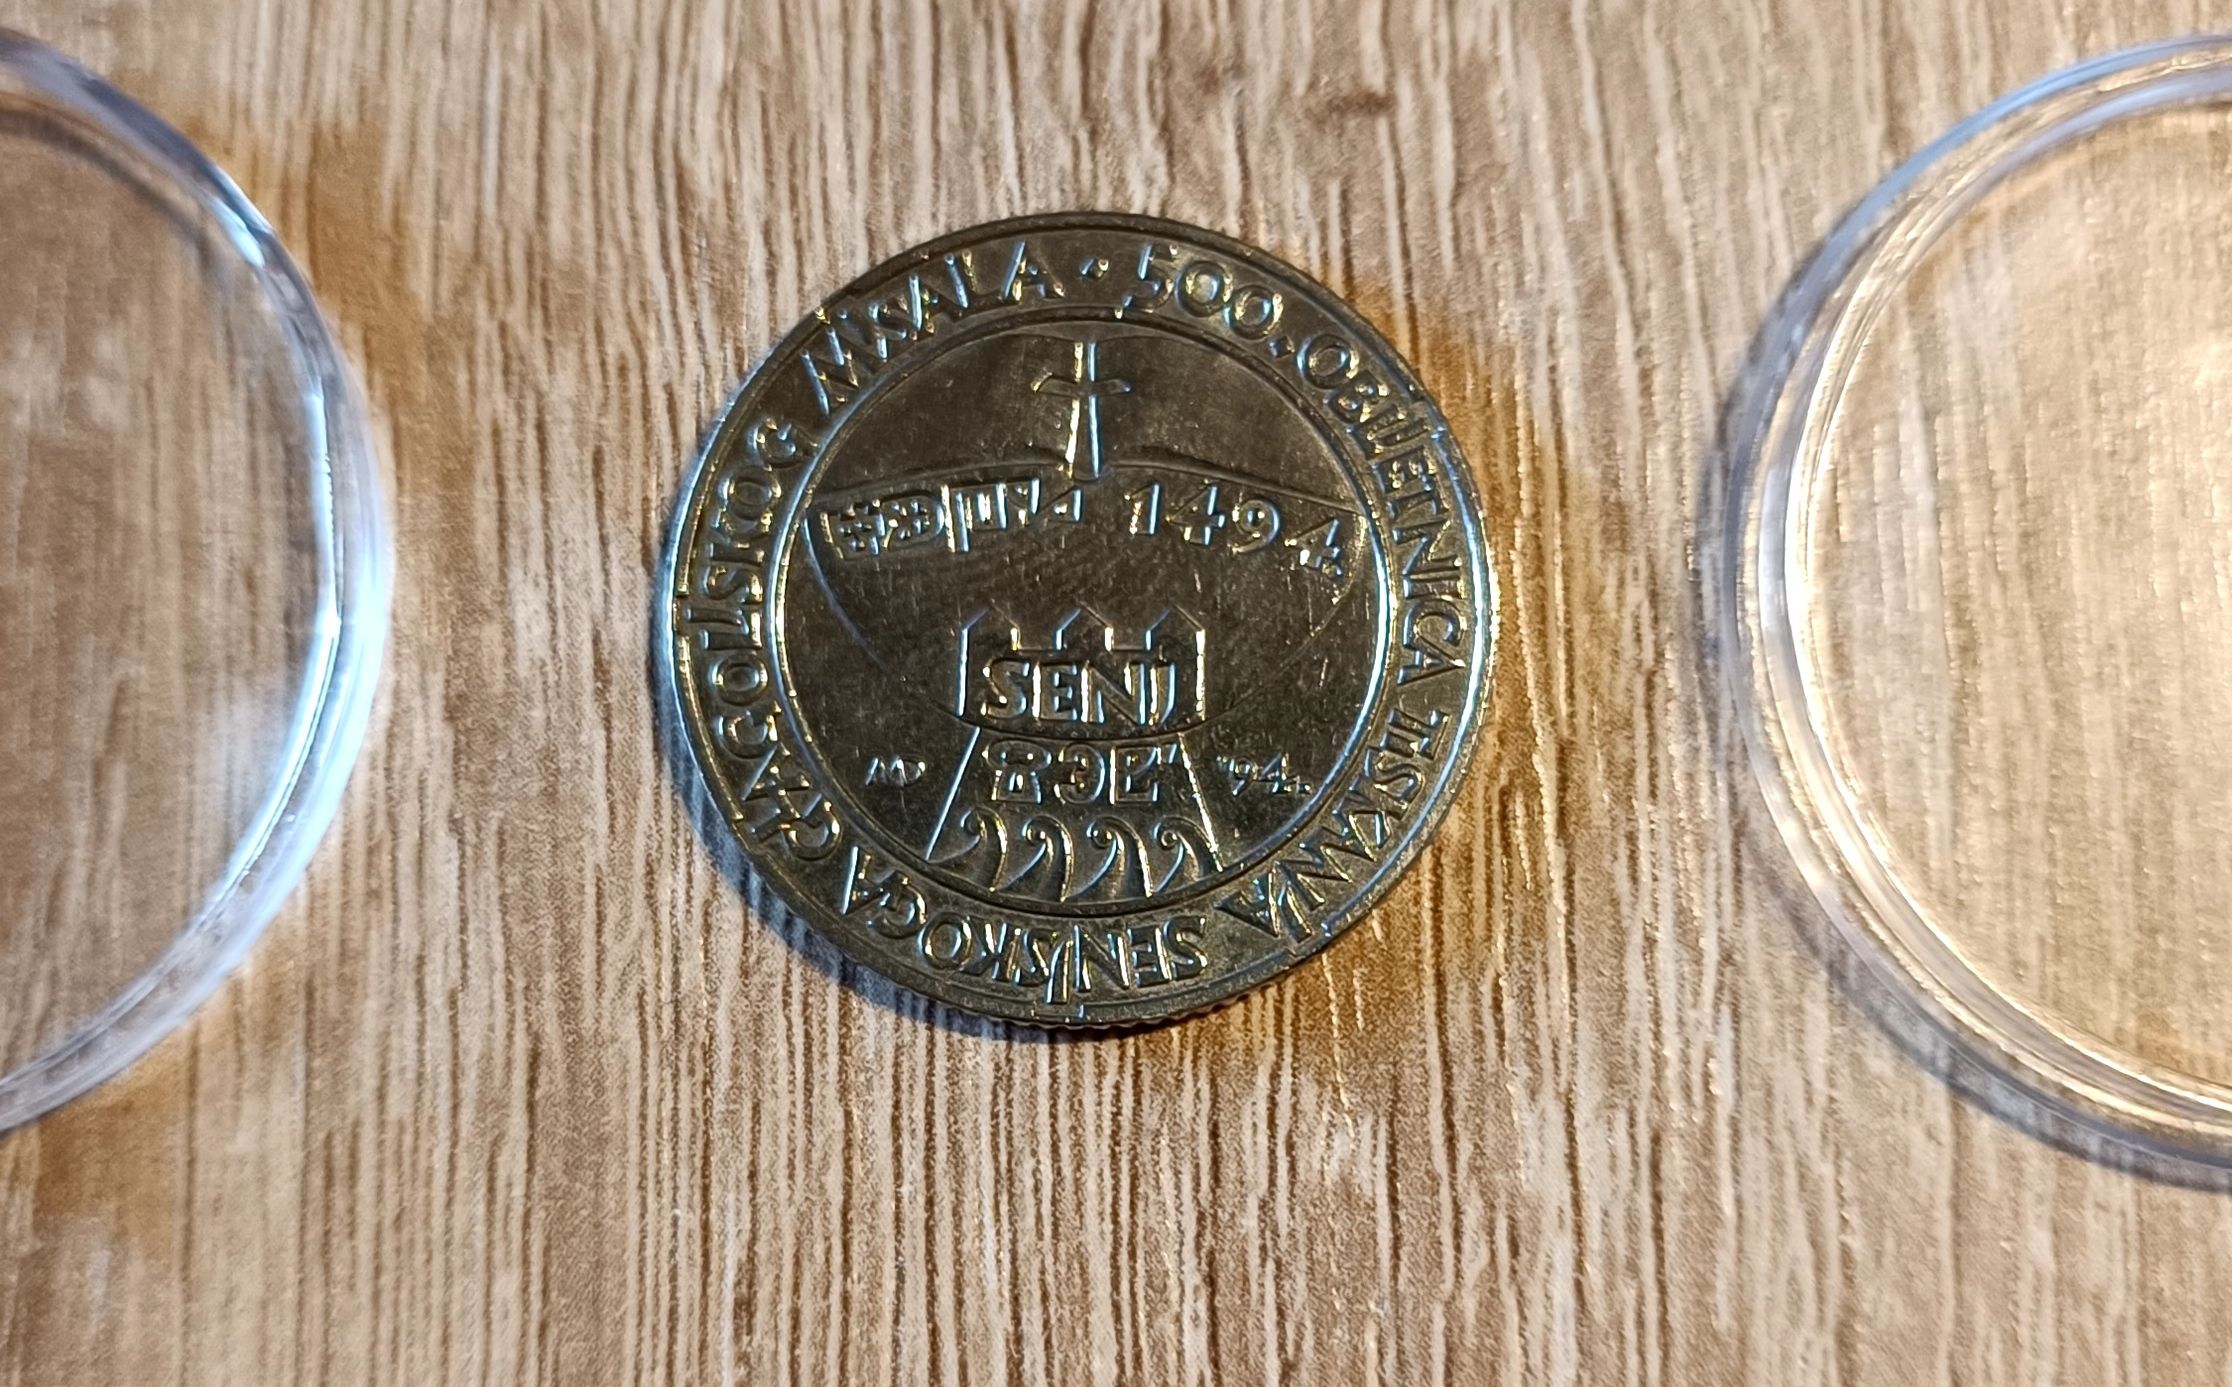 500. OBLJETNICA TISKANJA SENJSKOGA GLAGOLJSKOG MISALA ·
1494.
SENJ
'94.